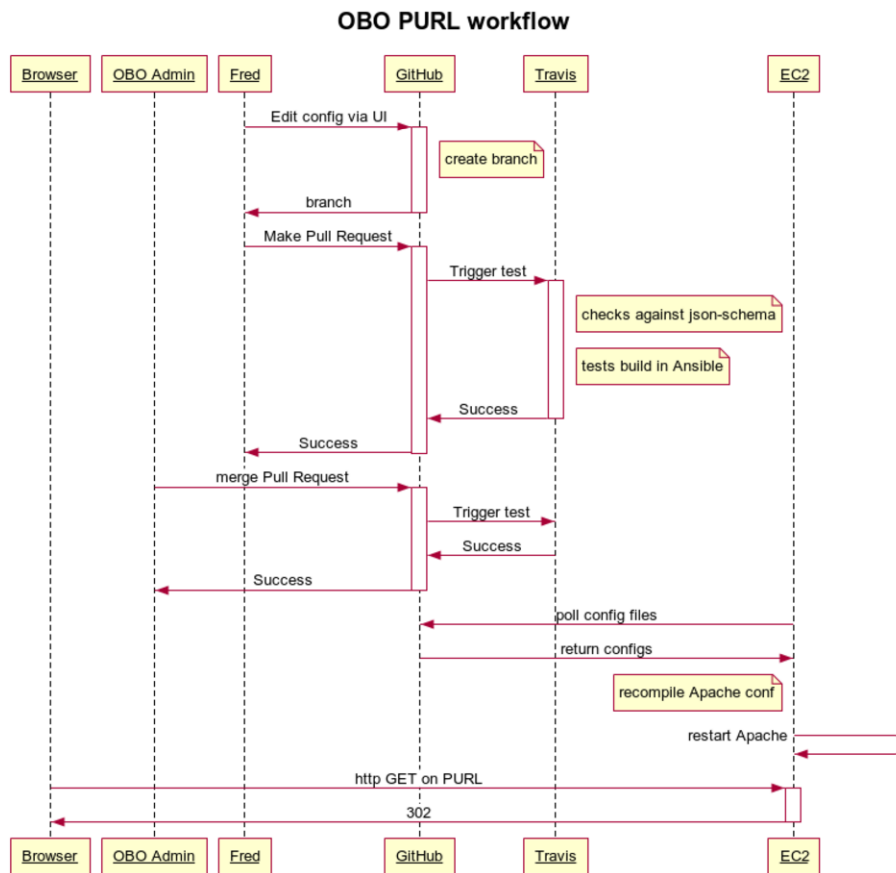 OBO PURL workflow
Browser
OBO Admin
Fred
GitHub
Travis
EC2
Edit config via UI
create branch
branch
Make Pull Request
Trigger test
checks against json-schema
tests build in Ansible
Success
Success
merge Pull Request
Trigger test
Success
Success
poll config files
return configs
recompile Apache conf
restart Apache
http GET on PURL
302
Browser
OBO Admin
Fred
GitHub
Travis
EC2